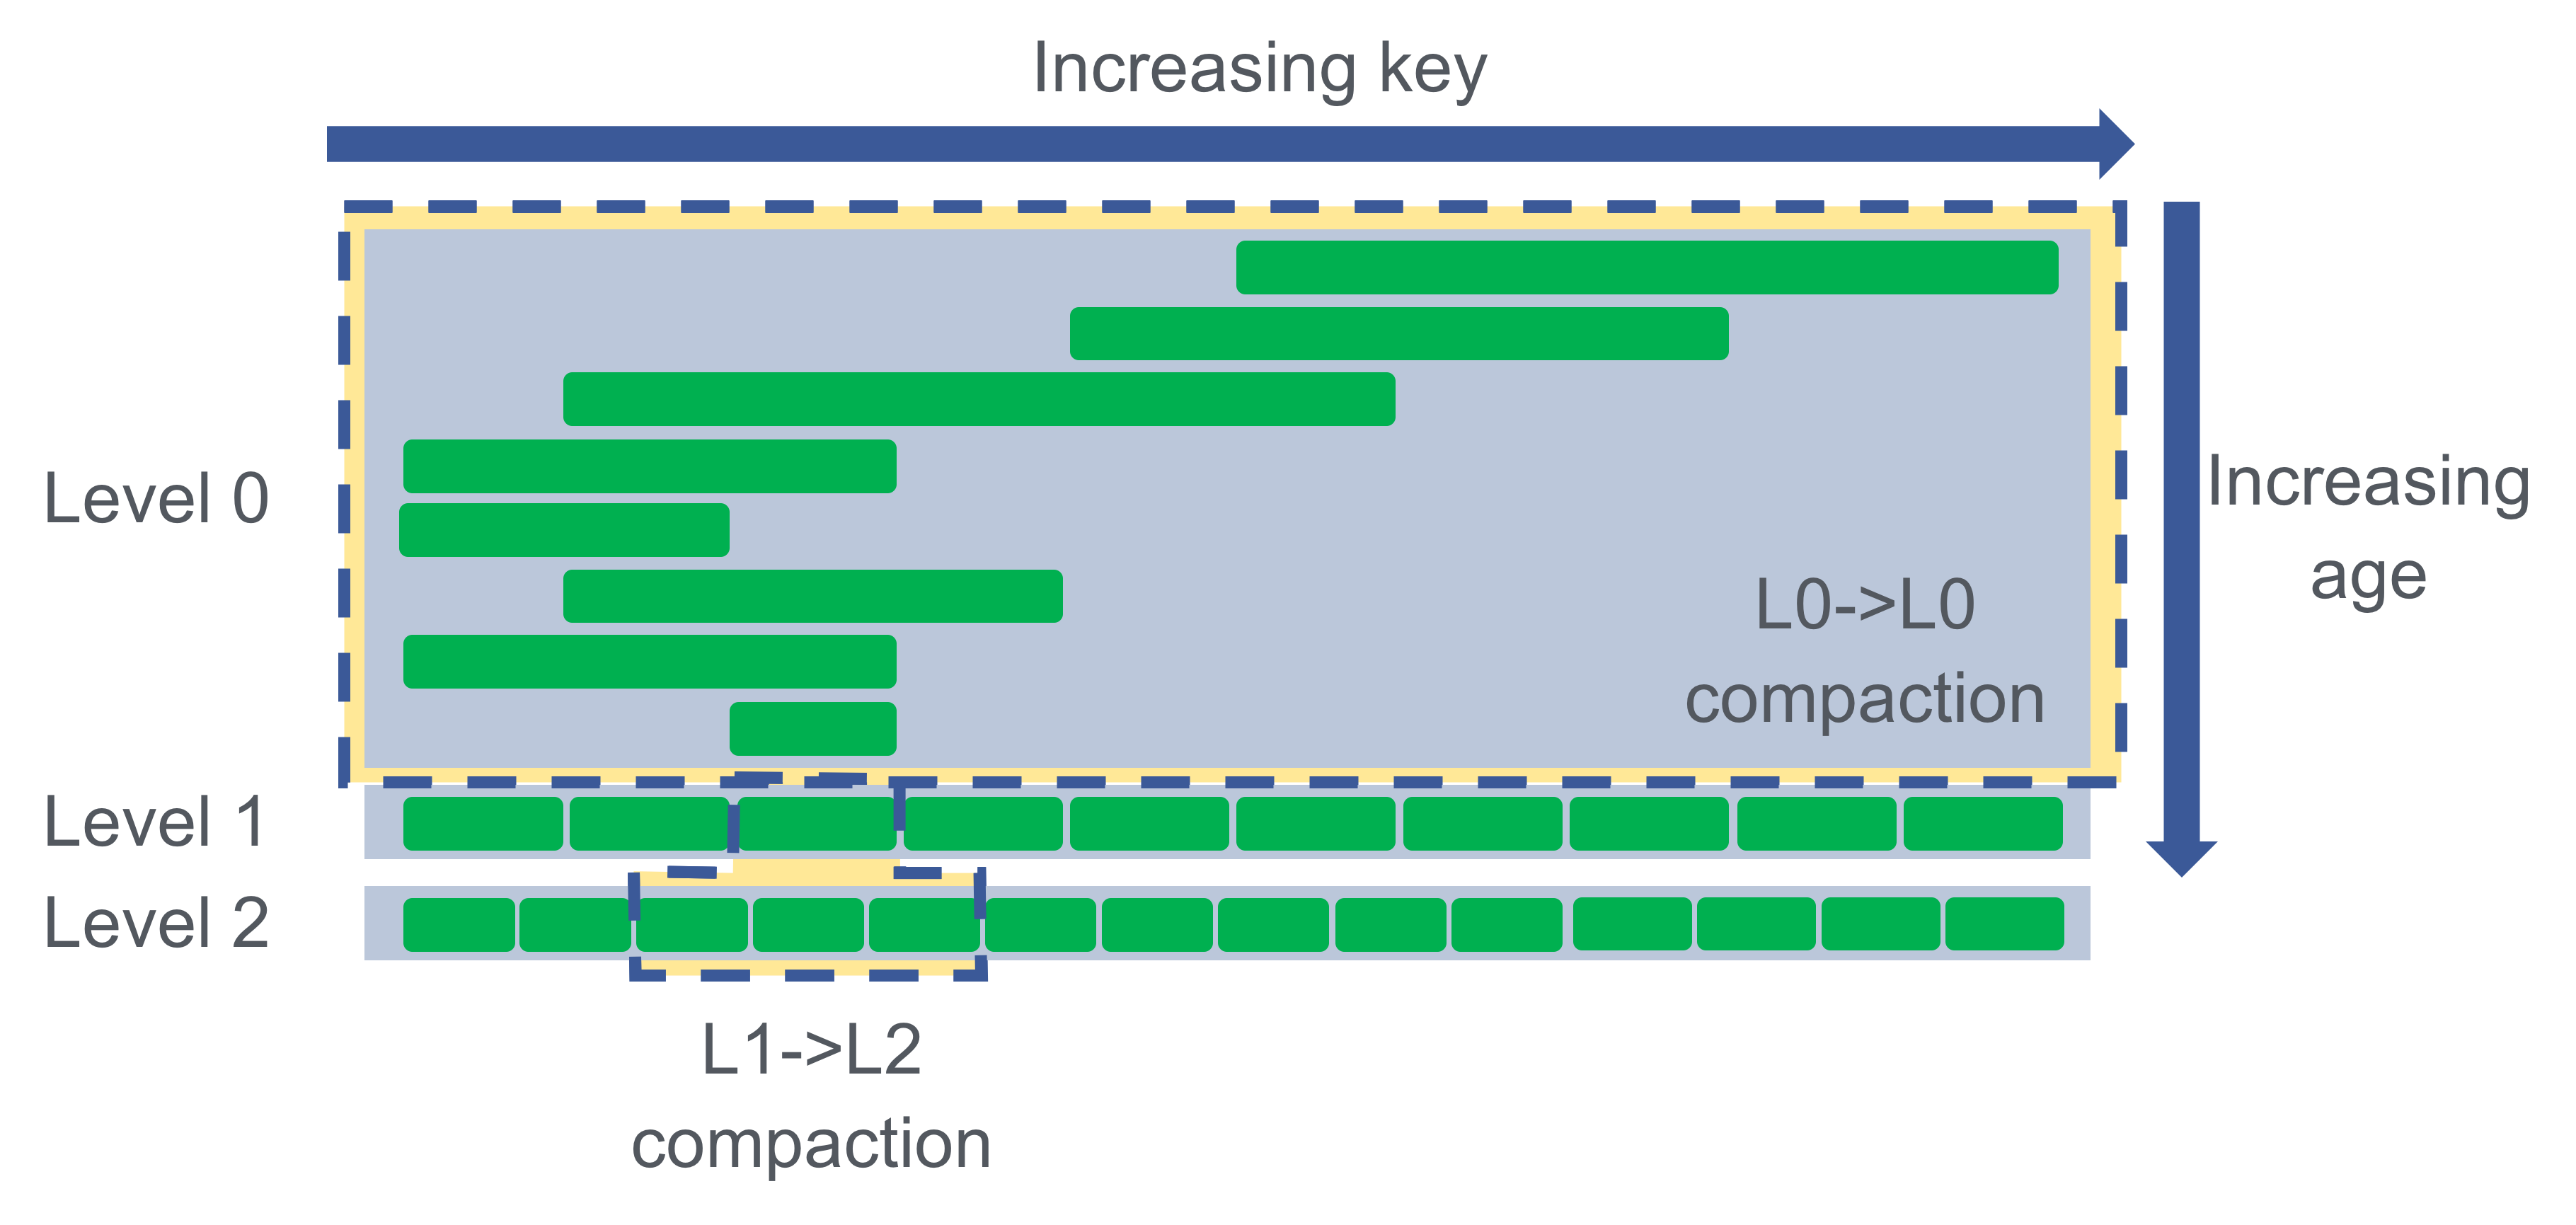 Increasing key
Level 0
Increasing
age
L0->L0
compaction
Level 1
Level 2
L1->L2
compaction